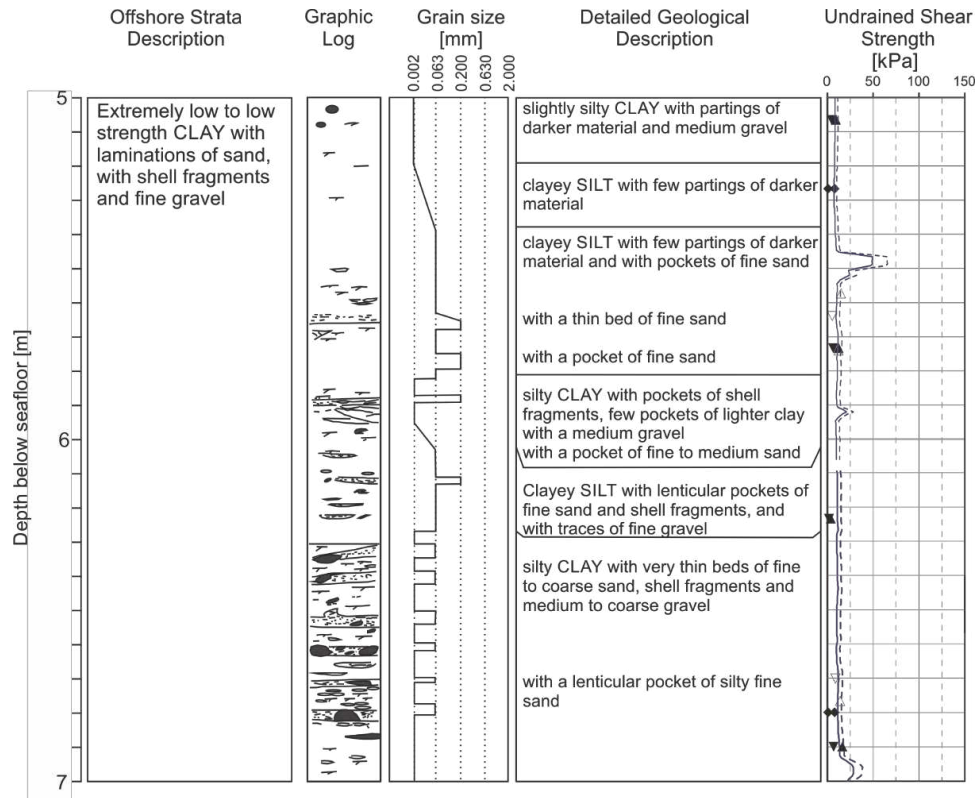 Offshore Strata
Description
Graphic
Log
Grain size
[mm]
0.002
0.063
0.200
0.630
2.000
Detailed Geological
Description
Undrained Shear
Strength
[kPa]
0 50 100 150
Depth below seafloor [m]
5
6
7
Extremely low to low
strength CLAY with
laminations of sand,
with shell fragments
and fine gravel
slightly silty CLAY with partings of
darker material and medium gravel
clayey SILT with few partings of darker
material
clayey SILT with few partings of darker
material and with pockets of fine sand
with a thin bed of fine sand
with a pocket of fine sand
silty CLAY with pockets of shell
fragments, few pockets of lighter clay
with a medium gravel
with a pocket of fine to medium sand
Clayey SILT with lenticular pockets of
fine sand and shell fragments, and
with traces of fine gravel
silty CLAY with very thin beds of fine
to coarse sand, shell fragments and
medium to coarse gravel
with a lenticular pocket of silty fine
sand